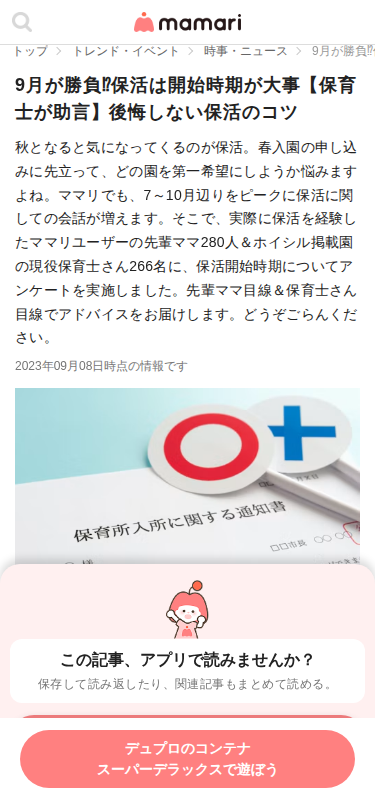 mamari
トップ > トレンド・イベント > 時事・ニュース > 9月が勝負⁉
9月が勝負⁉保活は開始時期が大事【保育
士が助言】後悔しない保活のコツ
秋となると気になってくるのが保活。春入園の申し込
みに先立って、どの園を第一希望にしようか悩みます
よね。ママリでも、7～10月辺りをピークに保活に関
しての会話が増えます。そこで、実際に保活を経験し
たママリユーザーの先輩ママ280人＆ホイシル掲載園
の現役保育士さん266名に、保活開始時期についてア
ンケートを実施しました。先輩ママ目線＆保育士さん
目線でアドバイスをお届けします。どうぞごらんくだ
さい。
2023年09月08日時点の情報です
保育所入所に関する通知書
□□市長 〇〇
様
この記事、アプリで読みませんか？
保存して読み返したり、関連記事もまとめて読める。
デュプロのコンテナ
スーパーデラックスで遊ぼう